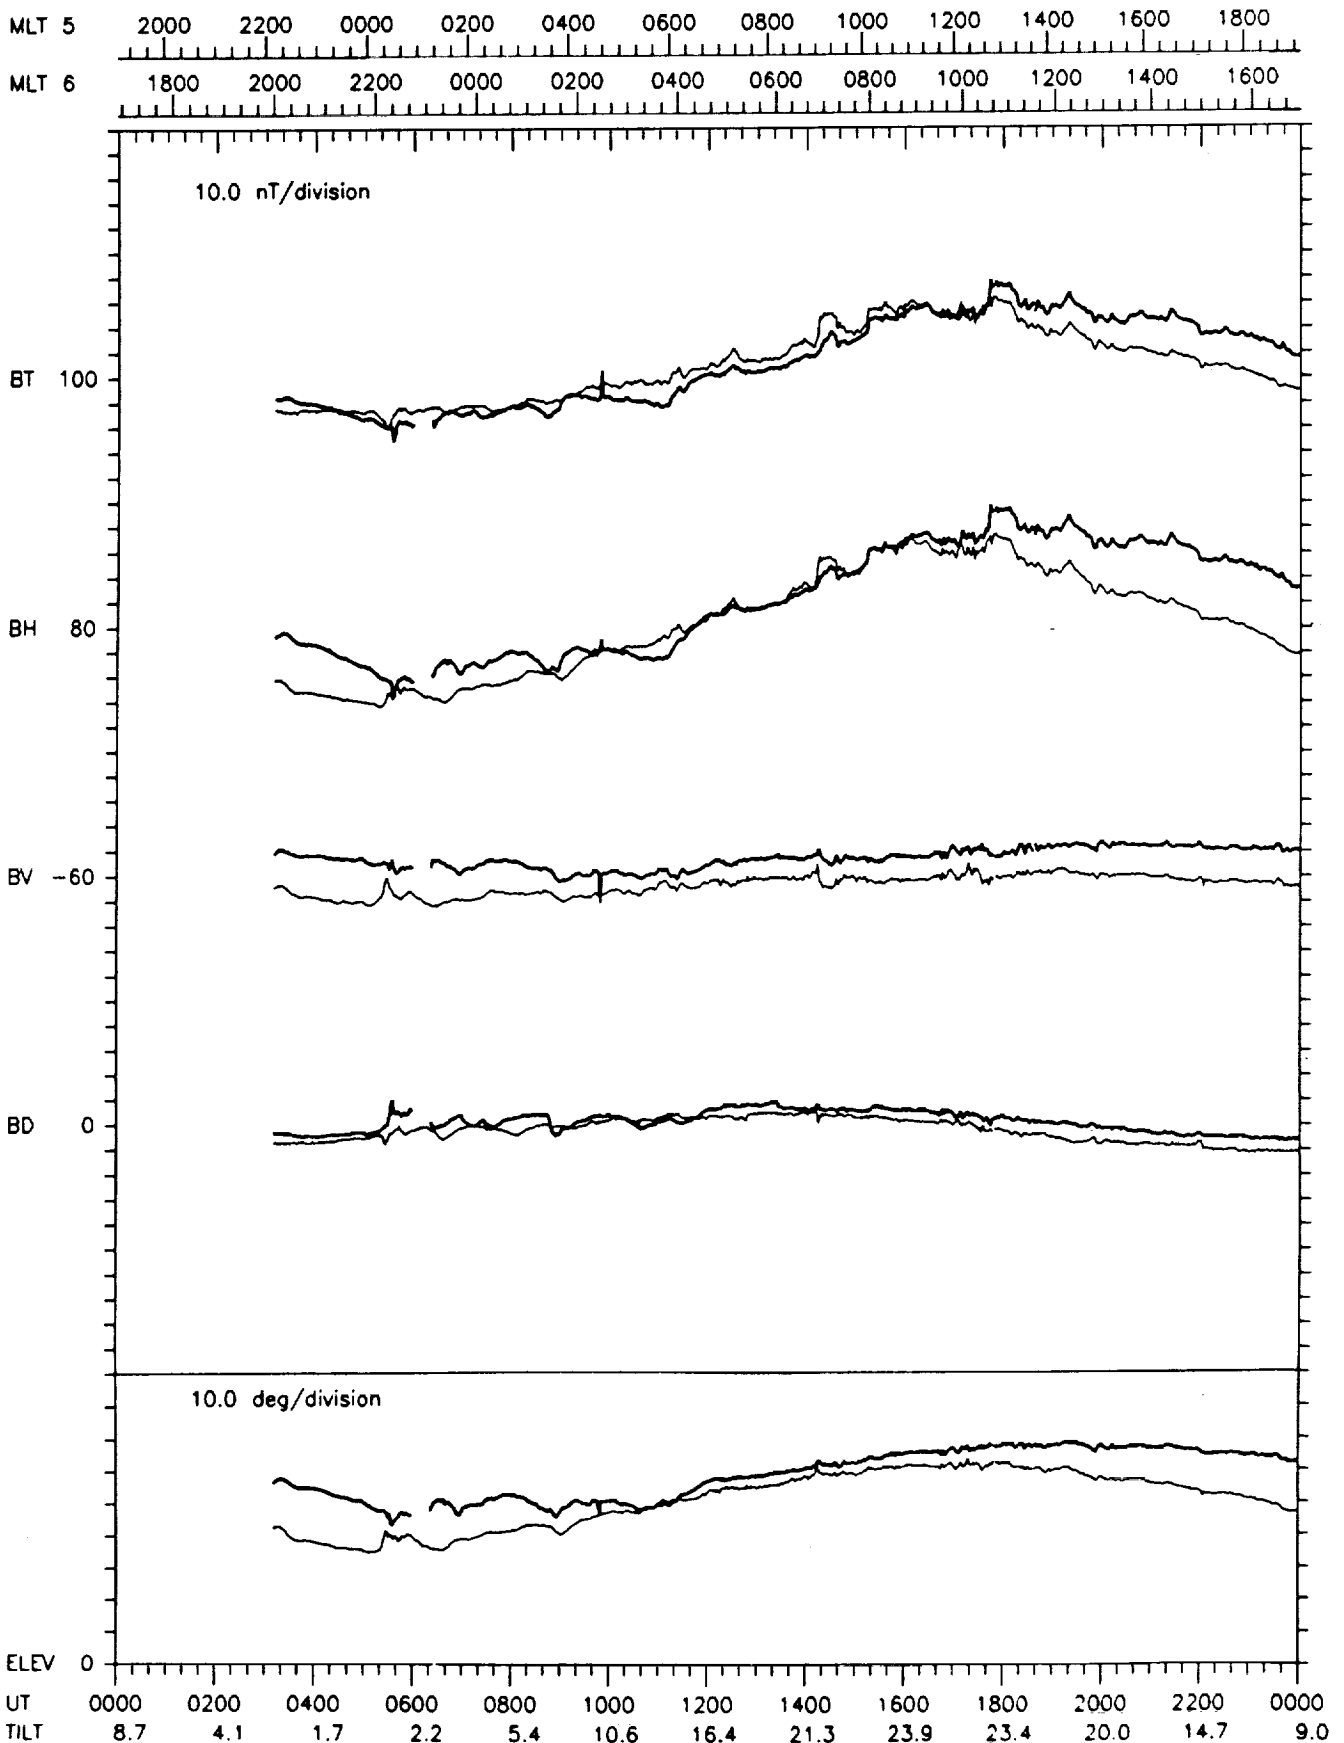 MLT 5 2000 2200 0000 0200 0400 0600 0800 1000 1200 1400 1600 1800
MLT 6 1800 2000 2200 0000 0200 0400 0600 0800 1000 1200 1400 1600
10.0 nT/division
BT 100
BH 80
BV -60
BD 0
10.0 deg/division
ELEV 0
UT 0000 0200 0400 0600 0800 1000 1200 1400 1600 1800 2000 2200 0000
TILT 8.7 4.1 1.7 2.2 5.4 10.6 16.4 21.3 23.9 23.4 20.0 14.7 9.0